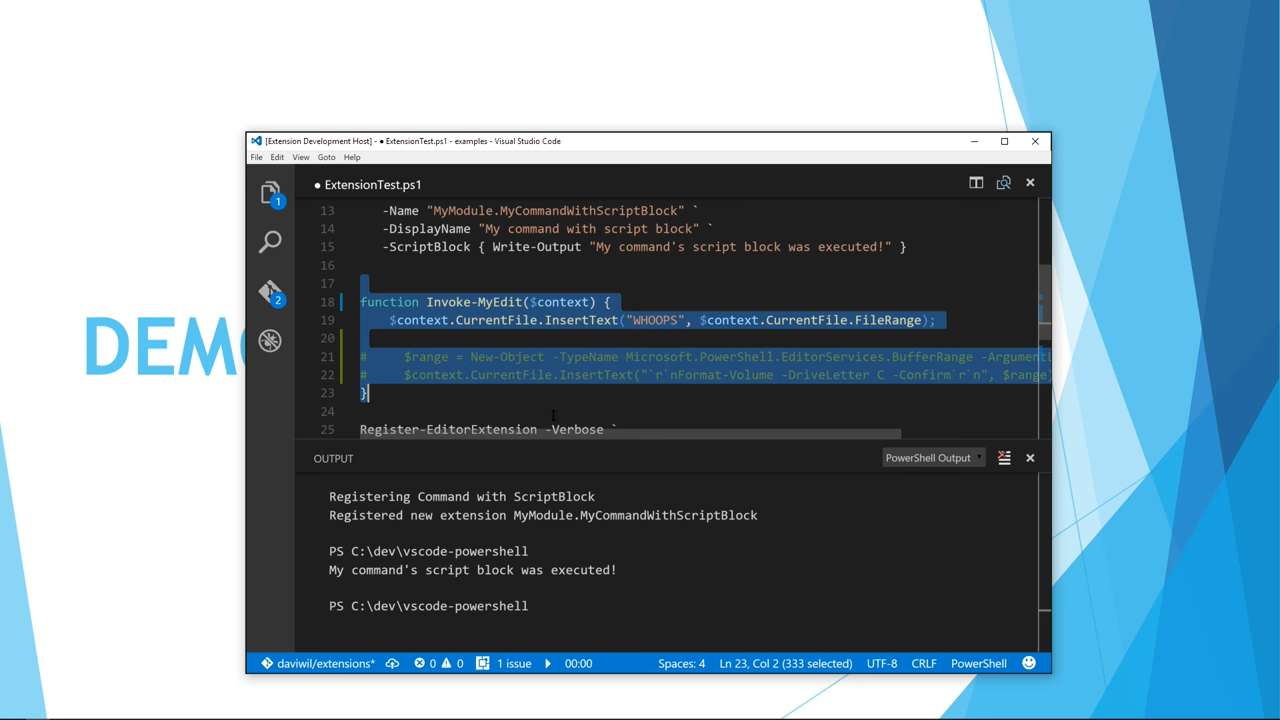 DEMO
[Extension Development Host] - ● ExtensionTest.ps1 - examples - Visual Studio Code
File Edit View Goto Help
1
● ExtensionTest.ps1
13 -Name "MyModule.MyCommandWithScriptBlock" `
14 -DisplayName "My command with script block" `
15 -ScriptBlock { Write-Output "My command's script block was executed!" }
16
17
2
18 function Invoke-MyEdit($context) {
19 $context.CurrentFile.InsertText("WHOOPS", $context.CurrentFile.FileRange);
20
21 # $range = New-Object -TypeName Microsoft.PowerShell.EditorServices.BufferRange -ArgumentL
22 # $context.CurrentFile.InsertText("`r`nFormat-Volume -DriveLetter C -Confirm`r`n", $range)
23 }
24
25 Register-EditorExtension -Verbose `
OUTPUT PowerShell Output
Registering Command with ScriptBlock
Registered new extension MyModule.MyCommandWithScriptBlock
PS C:\dev\vscode-powershell
My command's script block was executed!
PS C:\dev\vscode-powershell
daviwil/extensions* 0 0 1 issue 00:00 Spaces: 4 Ln 23, Col 2 (333 selected) UTF-8 CRLF PowerShell